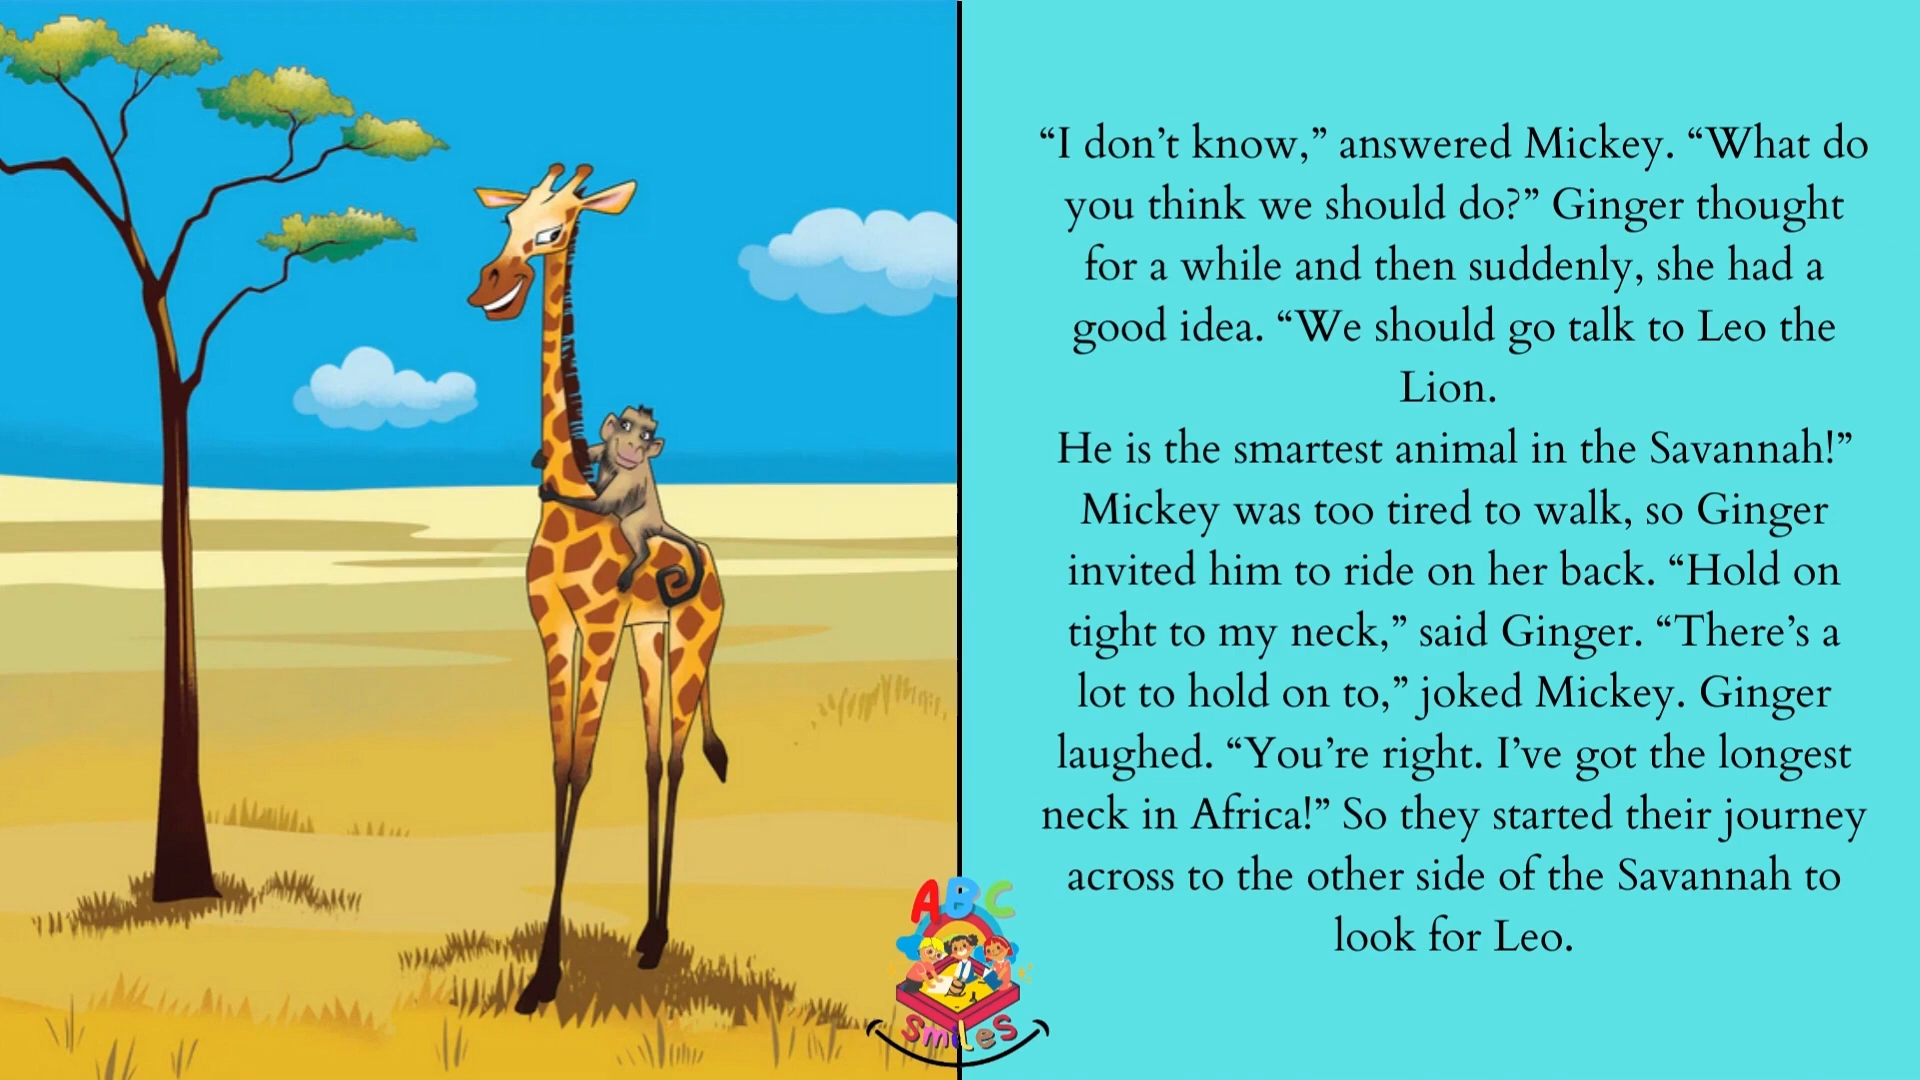 “I don’t know,” answered Mickey. “What do
you think we should do?” Ginger thought
for a while and then suddenly, she had a
good idea. “We should go talk to Leo the
Lion.
He is the smartest animal in the Savannah!”
Mickey was too tired to walk, so Ginger
invited him to ride on her back. “Hold on
tight to my neck,” said Ginger. “There’s a
lot to hold on to,” joked Mickey. Ginger
laughed. “You’re right. I’ve got the longest
neck in Africa!” So they started their journey
across to the other side of the Savannah to
look for Leo.
ABC
Smiles